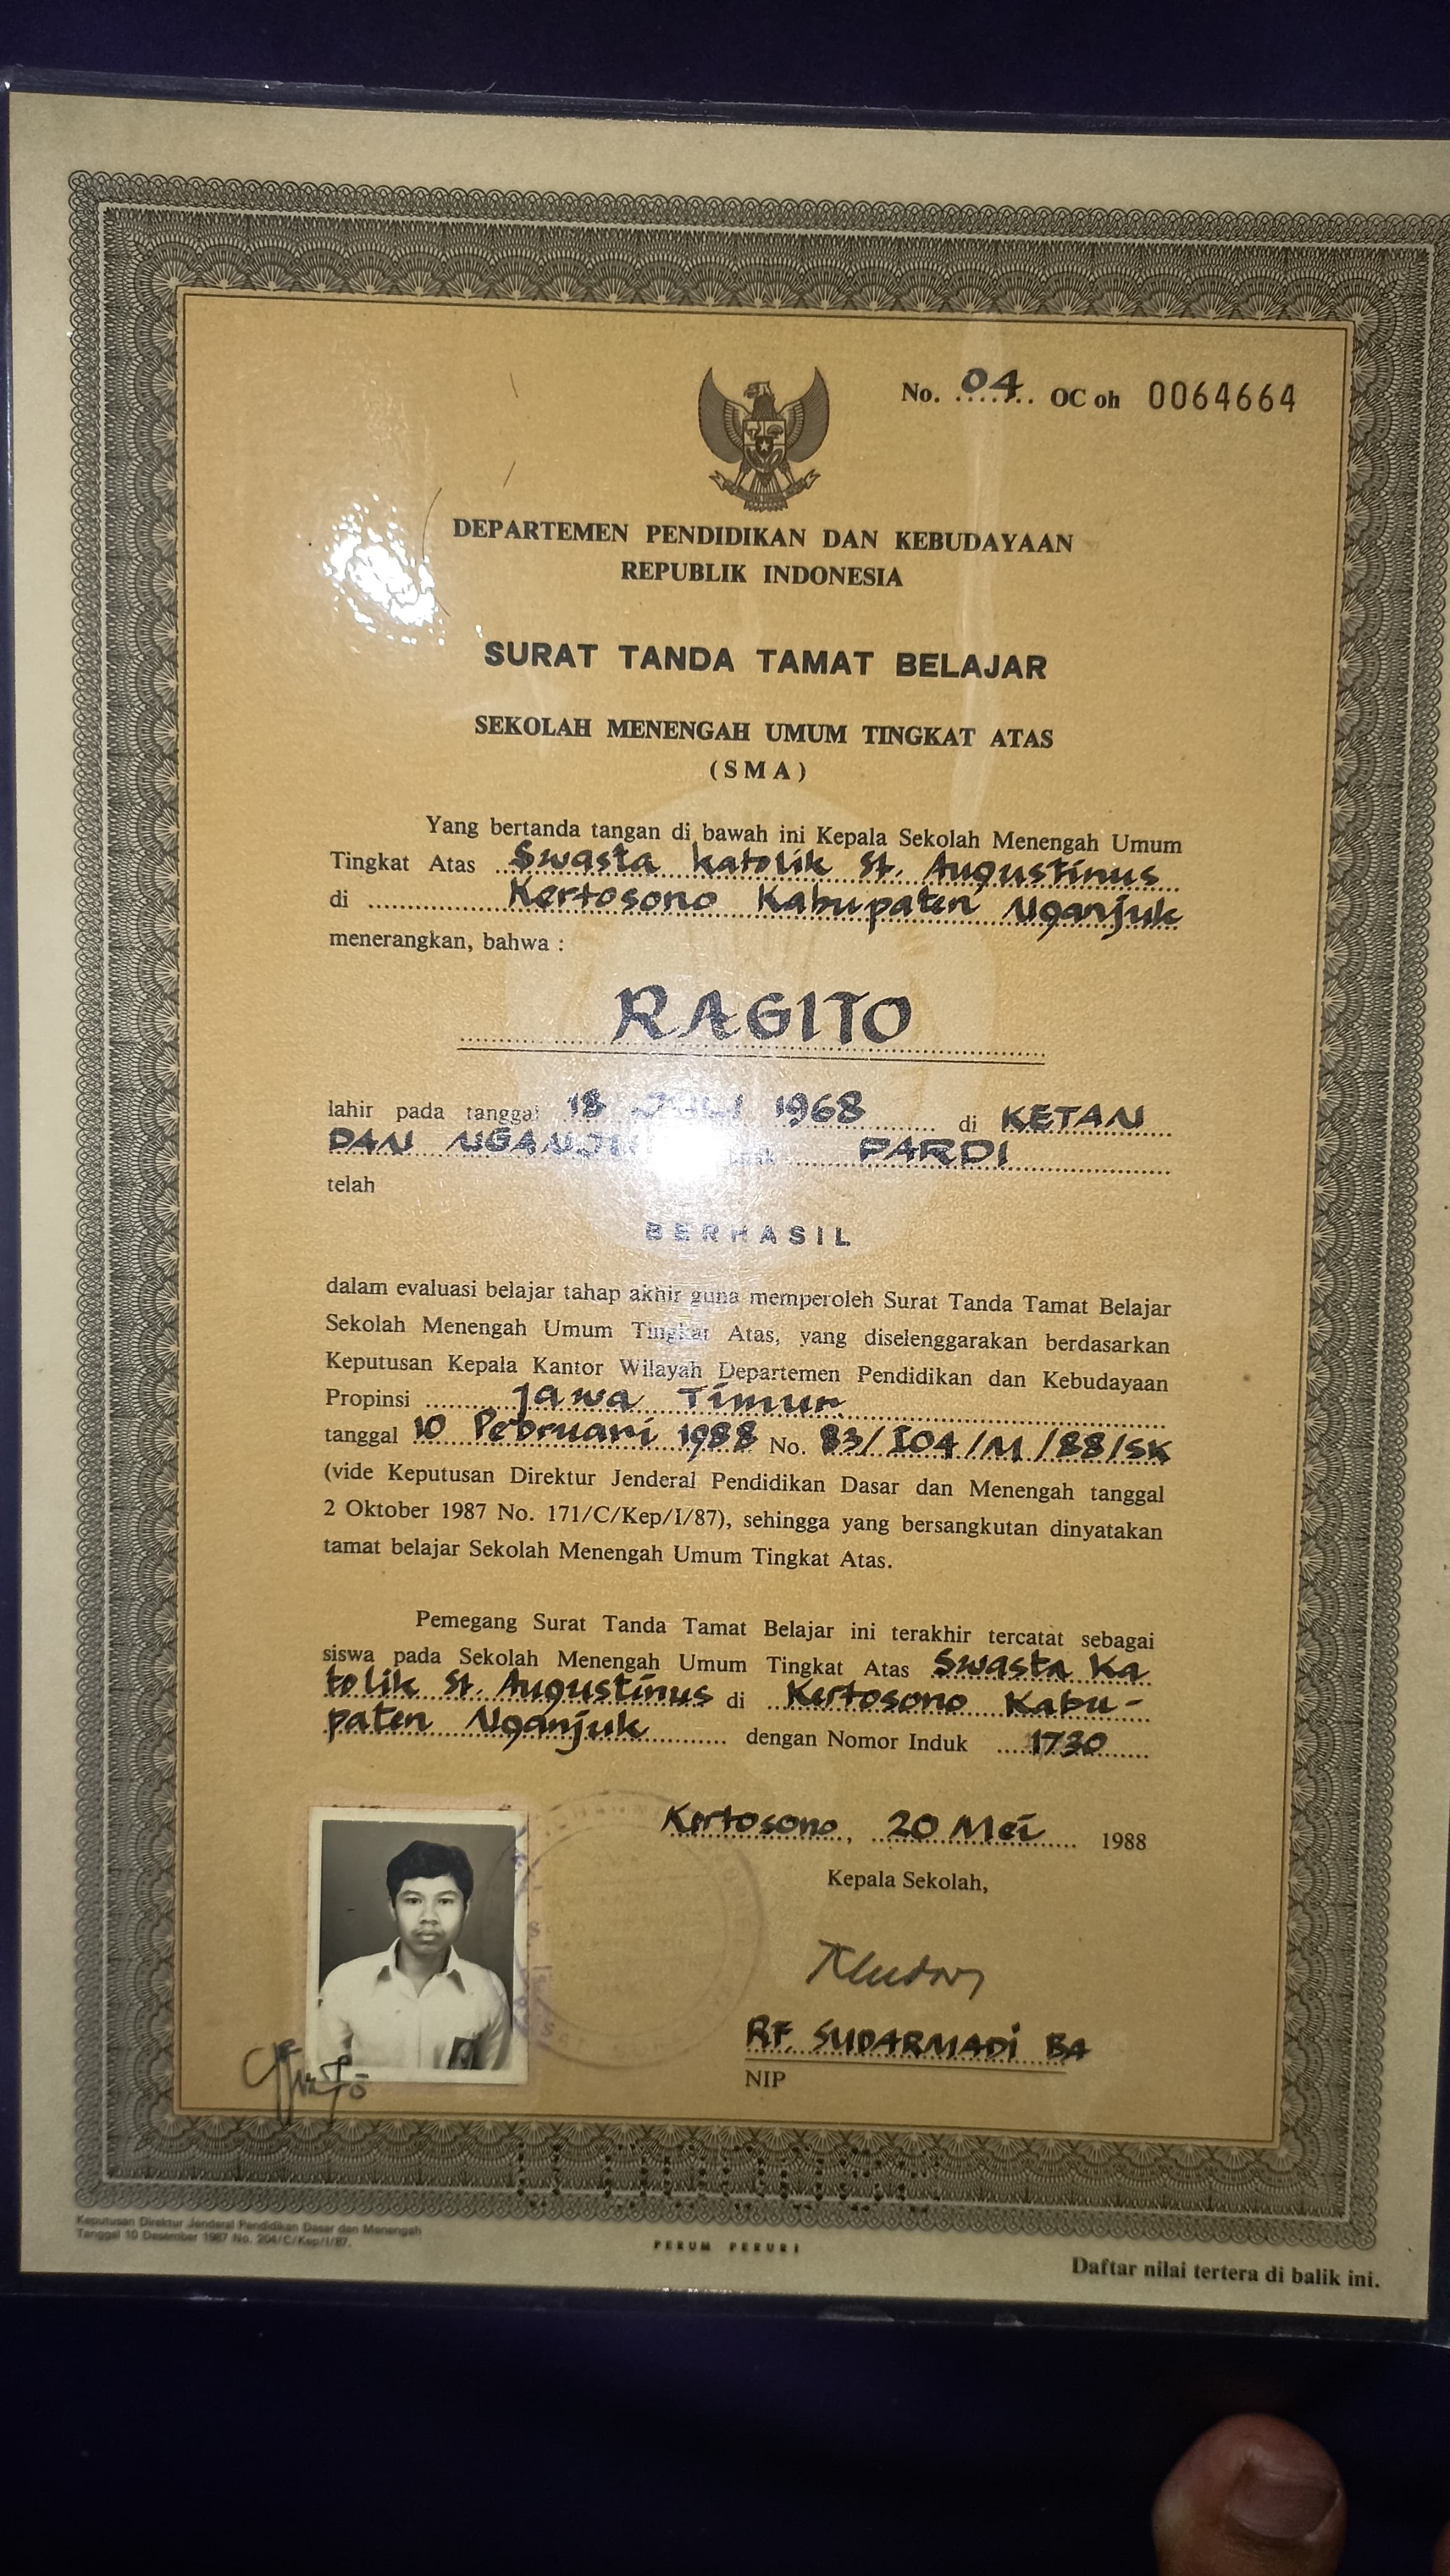 No. 04 OC oh 0064664
DEPARTEMEN PENDIDIKAN DAN KEBUDAYAAN
REPUBLIK INDONESIA
SURAT TANDA TAMAT BELAJAR
SEKOLAH MENENGAH UMUM TINGKAT ATAS
(SMA)
Yang bertanda tangan di bawah ini Kepala Sekolah Menengah Umum
Tingkat Atas Swasta katolik St. Augustinus
di Kertosono Kabupaten Nganjuk
menerangkan, bahwa :
RAGITO
lahir pada tanggal 18 JULI 1968 di KETAN
DAN PARDI
telah
BERHASIL
dalam evaluasi belajar tahap akhir guna memperoleh Surat Tanda Tamat Belajar
Sekolah Menengah Umum Tingkat Atas, yang diselenggarakan berdasarkan
Keputusan Kepala Kantor Wilayah Departemen Pendidikan dan Kebudayaan
Propinsi Jawa Timur
tanggal 10 Pebruari 1988 No. 83/I04/M/88/SK
(vide Keputusan Direktur Jenderal Pendidikan Dasar dan Menengah tanggal
2 Oktober 1987 No. 171/C/Kep/I/87), sehingga yang bersangkutan dinyatakan
tamat belajar Sekolah Menengah Umum Tingkat Atas.
Pemegang Surat Tanda Tamat Belajar ini terakhir tercatat sebagai
siswa pada Sekolah Menengah Umum Tingkat Atas Swasta Ka
tolik St. Augustinus di Kertosono Kabu-
paten Nganjuk dengan Nomor Induk 1730
Kertosono, 20 Mei 1988
Kepala Sekolah,
RF. SUDARMADI BA
NIP
Keputusan Direktur Jenderal Pendidikan Dasar dan Menengah
Tanggal 10 Desember 1987 No. 204/C/Kep/I/87.
PERUM PERURI
Daftar nilai tertera di balik ini.